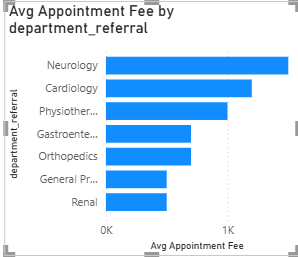 Avg Appointment Fee by
department_referral
department_referral
Neurology
Cardiology
Physiother...
Gastroente...
Orthopedics
General Pr...
Renal
0K
1K
Avg Appointment Fee